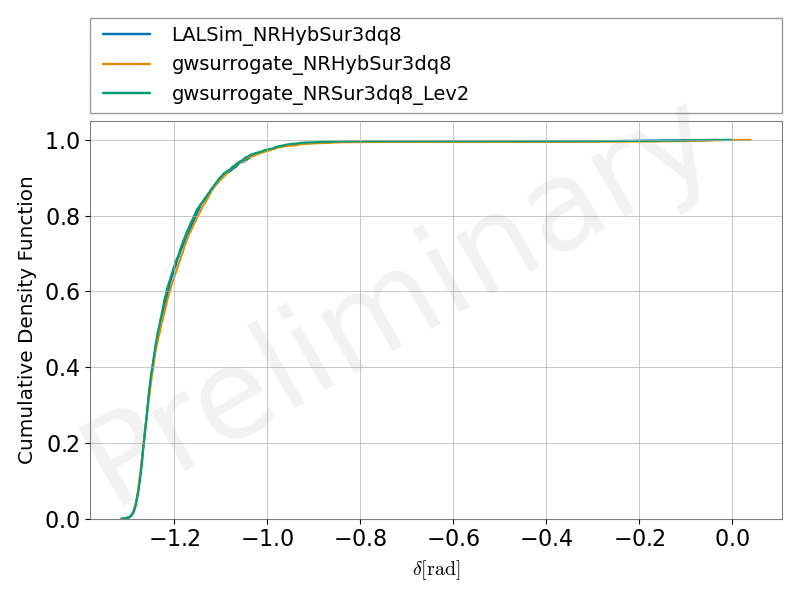 LALSim_NRHybSur3dq8
gwsurrogate_NRHybSur3dq8
gwsurrogate_NRSur3dq8_Lev2
Preliminary
Cumulative Density Function
1.0
0.8
0.6
0.4
0.2
0.0
−1.2 −1.0 −0.8 −0.6 −0.4 −0.2 0.0
δ[rad]